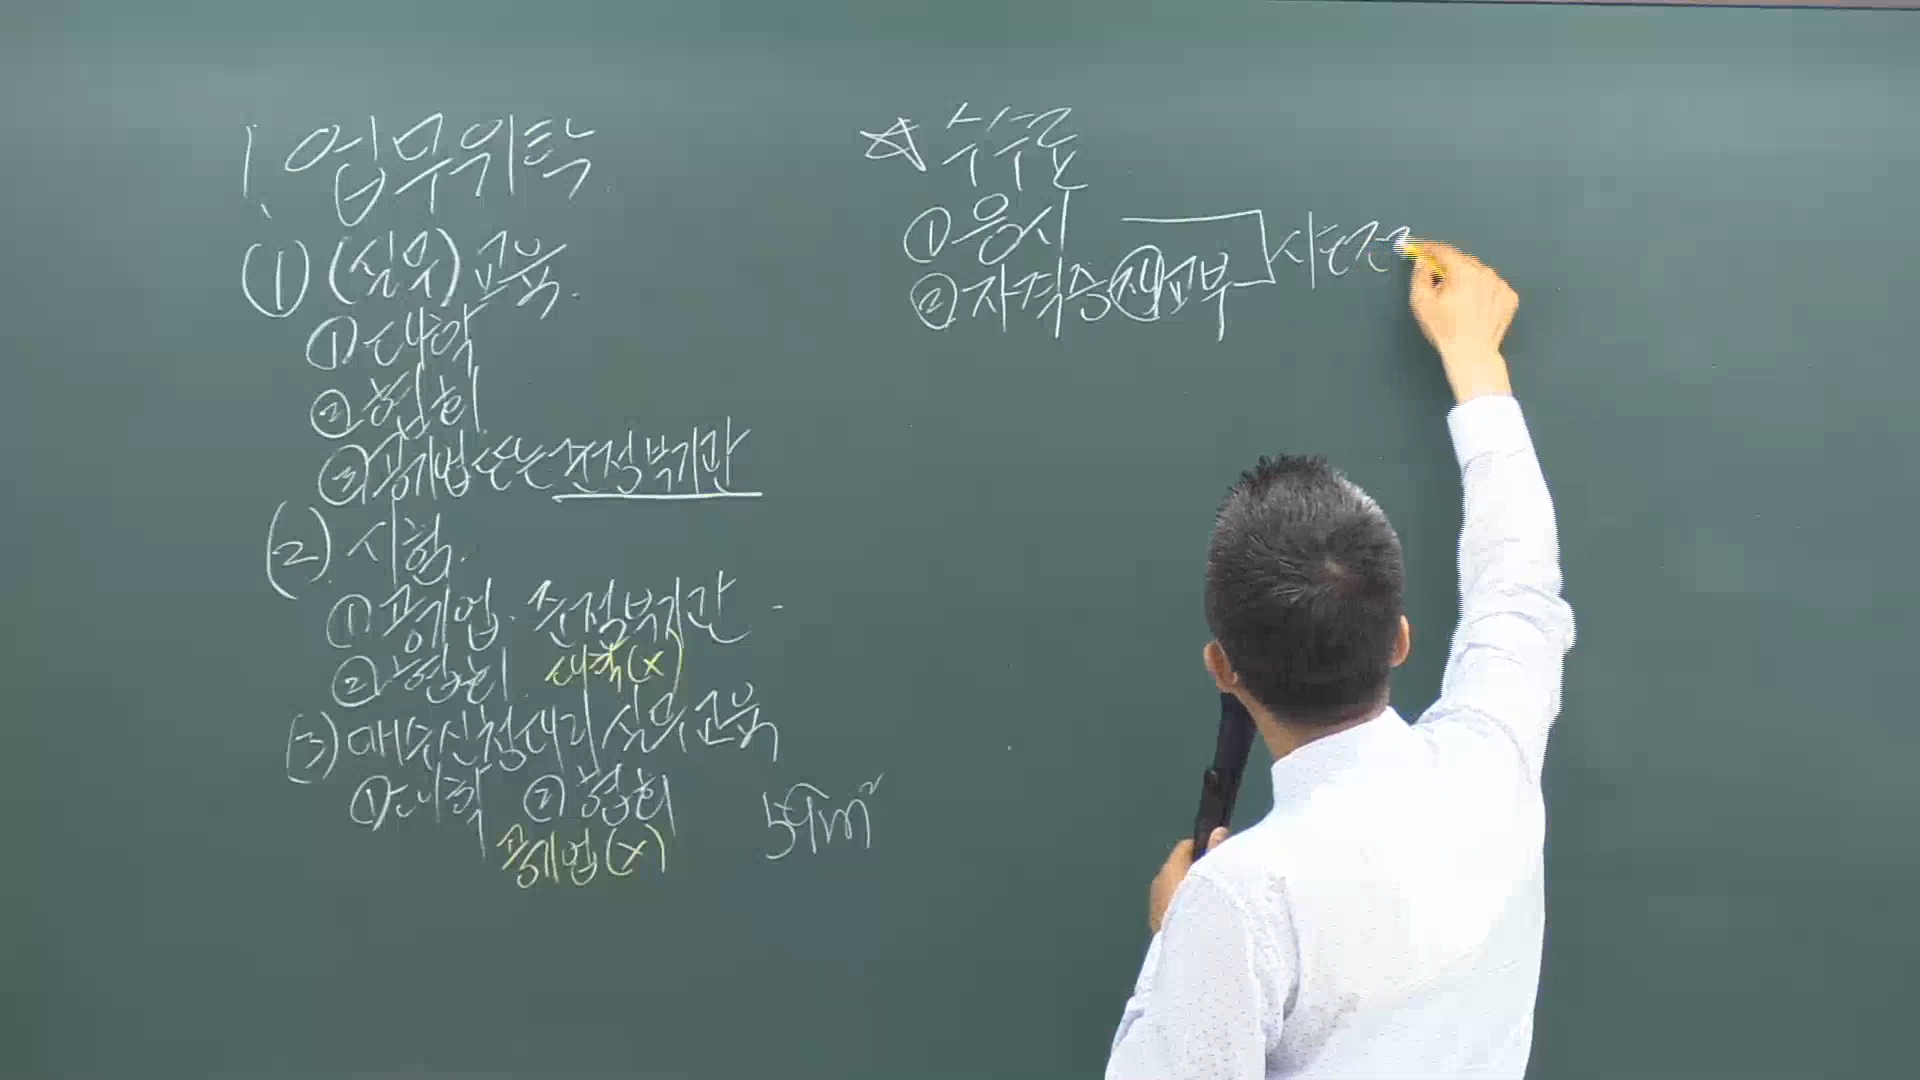 1. 업무위탁
(1) (실무) 교육.
① 대학
② 협회
③ 공기업 또는 준정부기관
(2) 시험.
① 공기업. 준정부기관
② 협회 대학(x)
(3) 매수신청대리 실무교육
① 대학 ② 협회
공기업(x)
59m²
☆ 수수료
① 응시
② 자격증 재교부
시·도